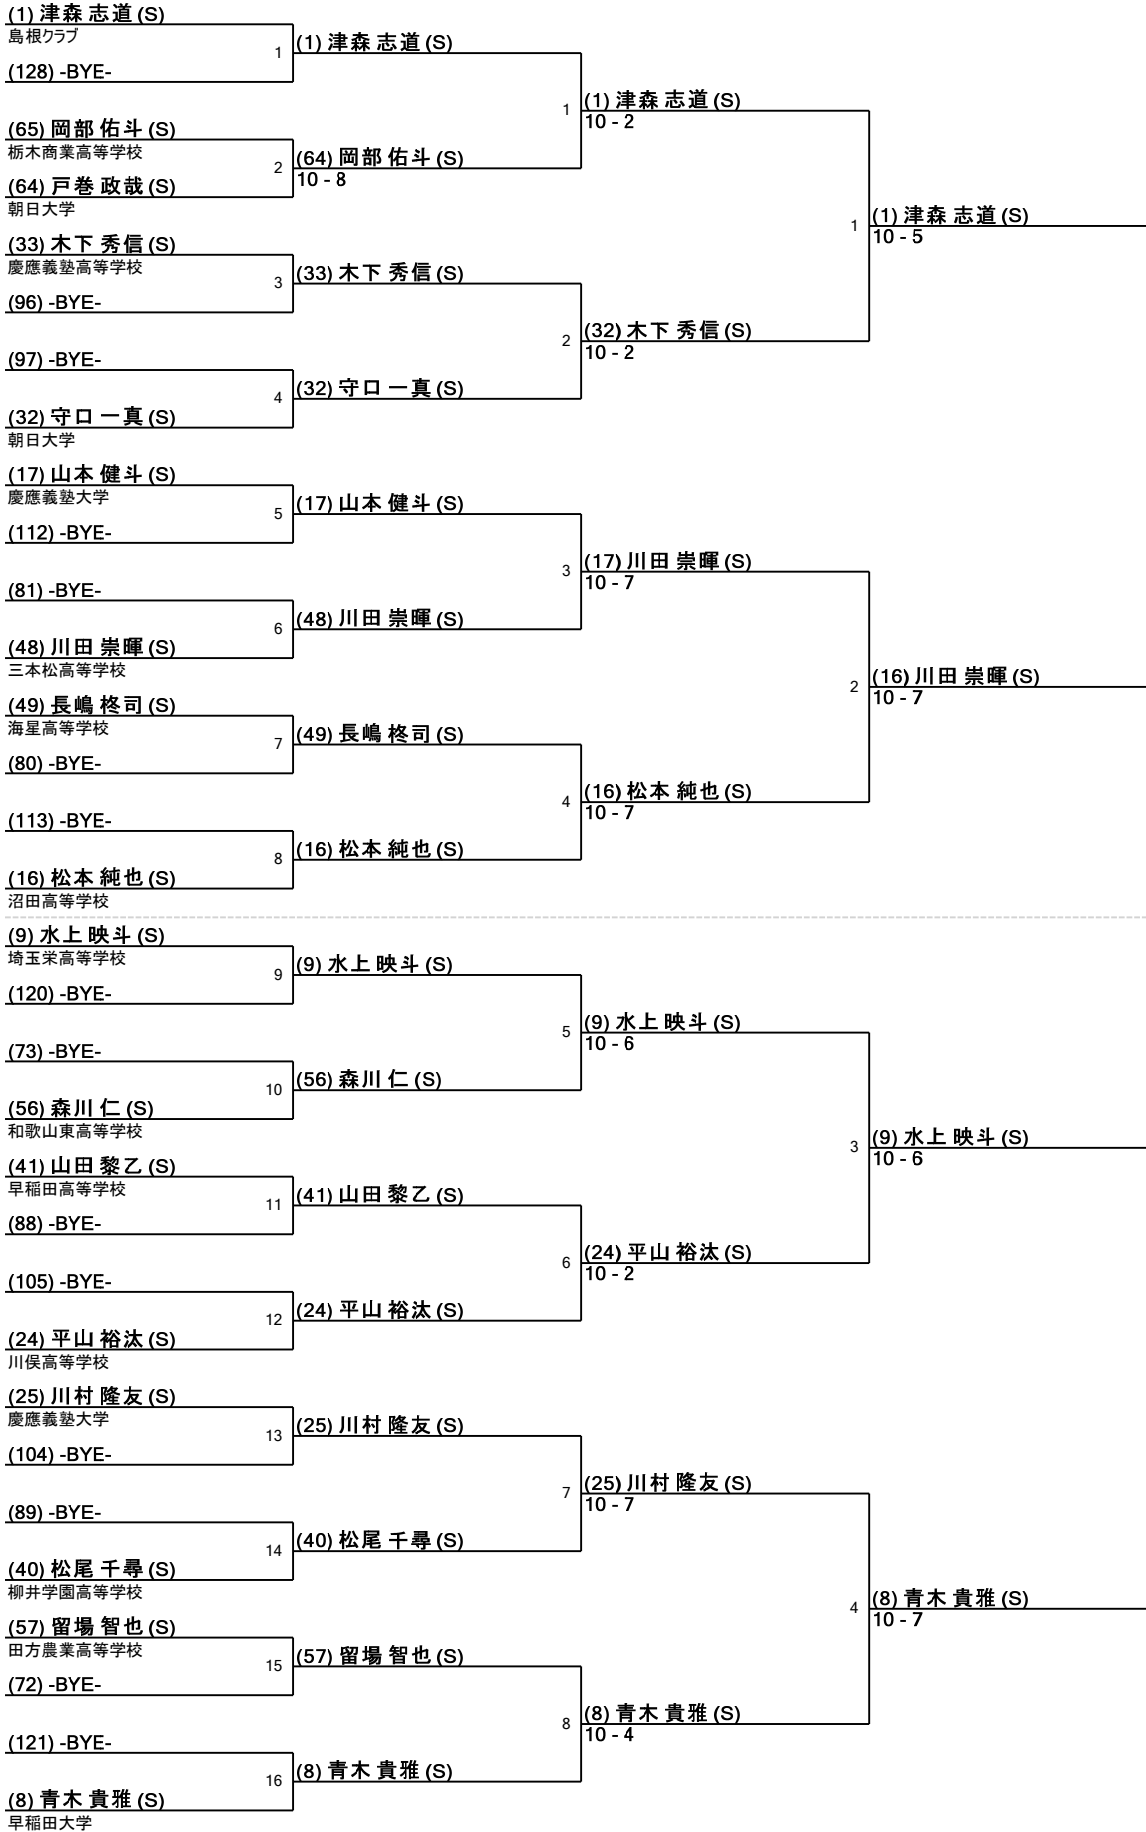 (1) 津森 志道 (S)
島根クラブ
1
(128) -BYE-
(65) 岡部 佑斗 (S)
栃木商業高等学校
2
(64) 戸巻 政哉 (S)
朝日大学
(33) 木下 秀信 (S)
慶應義塾高等学校
3
(96) -BYE-
(97) -BYE-
4
(32) 守口 一真 (S)
朝日大学
(17) 山本 健斗 (S)
慶應義塾大学
5
(112) -BYE-
(81) -BYE-
6
(48) 川田 崇暉 (S)
三本松高等学校
(49) 長嶋 柊司 (S)
海星高等学校
7
(80) -BYE-
(113) -BYE-
8
(16) 松本 純也 (S)
沼田高等学校
(9) 水上 映斗 (S)
埼玉栄高等学校
9
(120) -BYE-
(73) -BYE-
10
(56) 森川 仁 (S)
和歌山東高等学校
(41) 山田 黎乙 (S)
早稲田高等学校
11
(88) -BYE-
(105) -BYE-
12
(24) 平山 裕汰 (S)
川俣高等学校
(25) 川村 隆友 (S)
慶應義塾大学
13
(104) -BYE-
(89) -BYE-
14
(40) 松尾 千尋 (S)
柳井学園高等学校
(57) 留場 智也 (S)
田方農業高等学校
15
(72) -BYE-
(121) -BYE-
16
(8) 青木 貴雅 (S)
早稲田大学
(1) 津森 志道 (S)
1
(64) 岡部 佑斗 (S)
10 - 8
(33) 木下 秀信 (S)
2
(32) 守口 一真 (S)
(17) 山本 健斗 (S)
3
(48) 川田 崇暉 (S)
(49) 長嶋 柊司 (S)
4
(16) 松本 純也 (S)
(9) 水上 映斗 (S)
5
(56) 森川 仁 (S)
(41) 山田 黎乙 (S)
6
(24) 平山 裕汰 (S)
(25) 川村 隆友 (S)
7
(40) 松尾 千尋 (S)
(57) 留場 智也 (S)
8
(8) 青木 貴雅 (S)
(1) 津森 志道 (S)
10 - 2
1
(32) 木下 秀信 (S)
10 - 2
(17) 川田 崇暉 (S)
10 - 7
2
(16) 松本 純也 (S)
10 - 7
(9) 水上 映斗 (S)
10 - 6
3
(24) 平山 裕汰 (S)
10 - 2
(25) 川村 隆友 (S)
10 - 7
4
(8) 青木 貴雅 (S)
10 - 4
(1) 津森 志道 (S)
10 - 5
(16) 川田 崇暉 (S)
10 - 7
(9) 水上 映斗 (S)
10 - 6
(8) 青木 貴雅 (S)
10 - 7